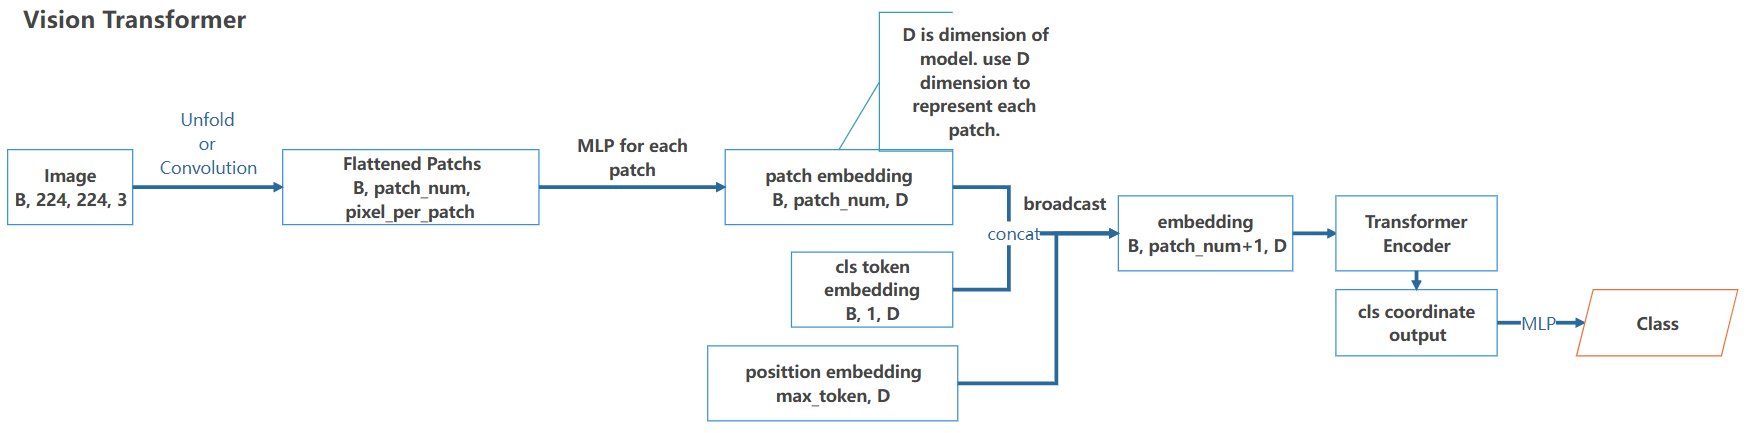 Vision Transformer
D is dimension of
model. use D
dimension to
represent each
patch.
Unfold
or
Convolution
MLP for each
patch
Image
B, 224, 224, 3
Flattened Patchs
B, patch_num,
pixel_per_patch
patch embedding
B, patch_num, D
broadcast
concat
embedding
B, patch_num+1, D
Transformer
Encoder
cls token
embedding
B, 1, D
cls coordinate
output
MLP
Class
posittion embedding
max_token, D